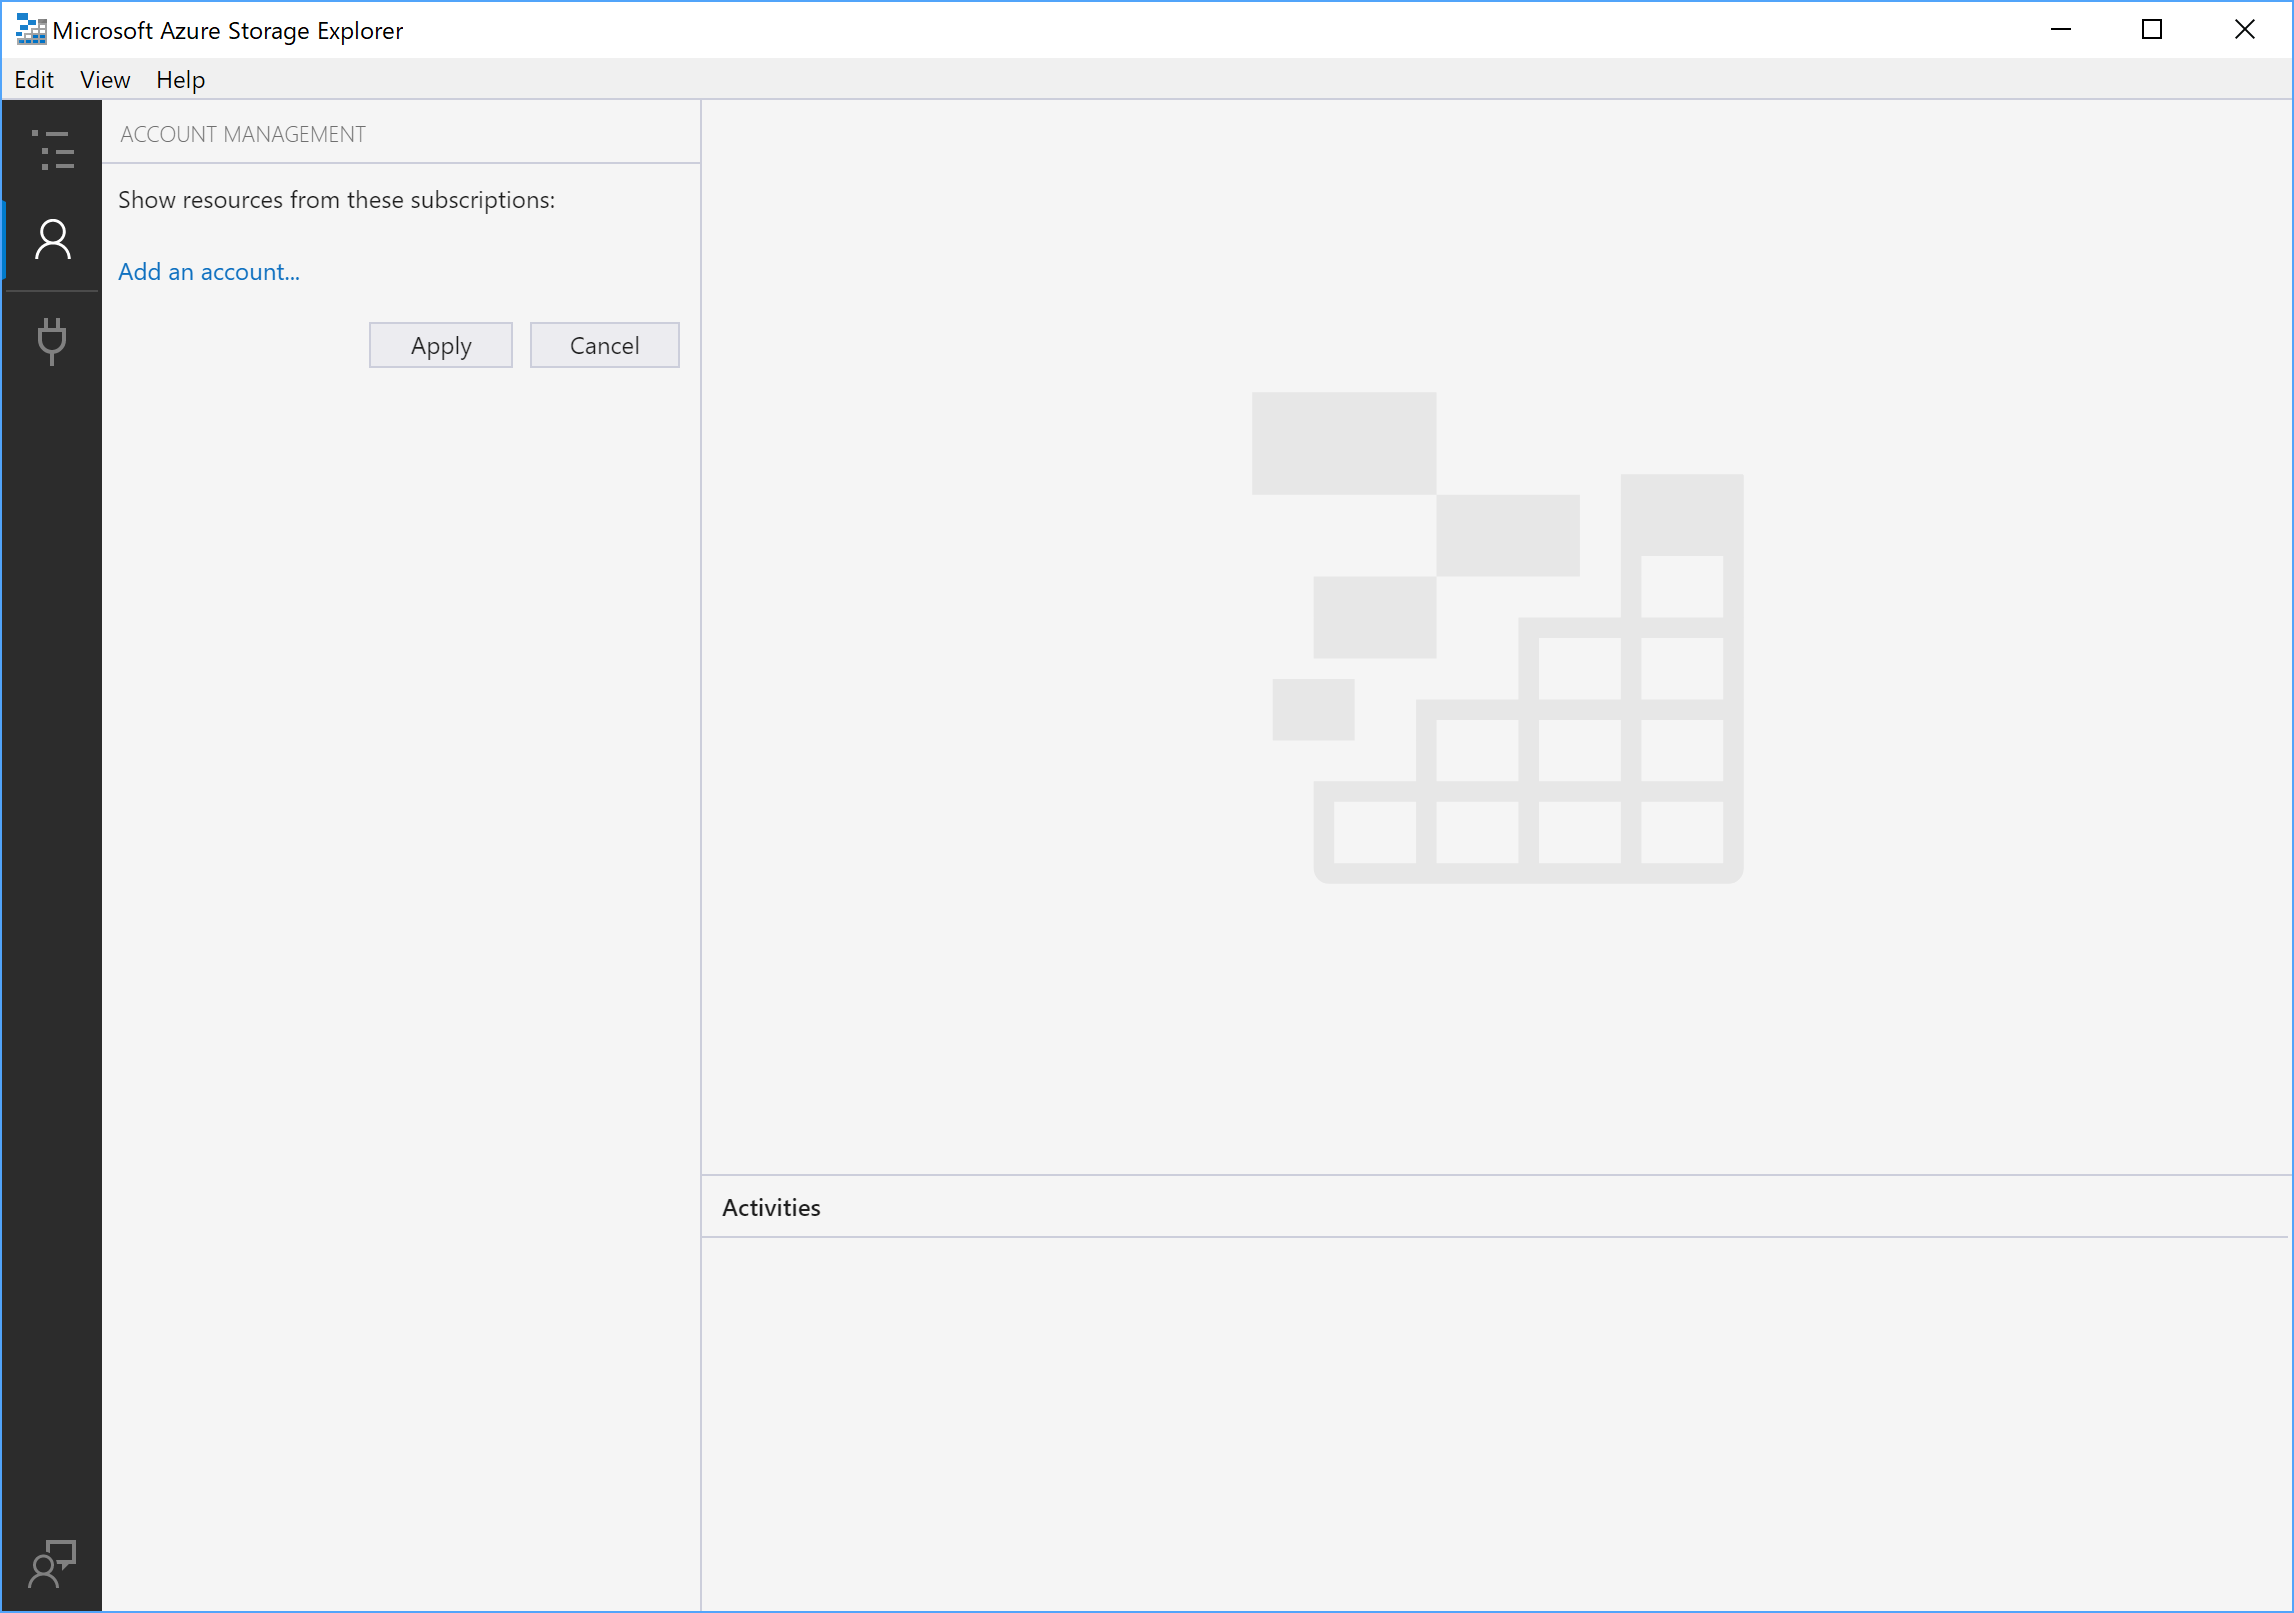 Microsoft Azure Storage Explorer
Edit View Help
ACCOUNT MANAGEMENT
Show resources from these subscriptions:
Add an account...
Apply Cancel
Activities